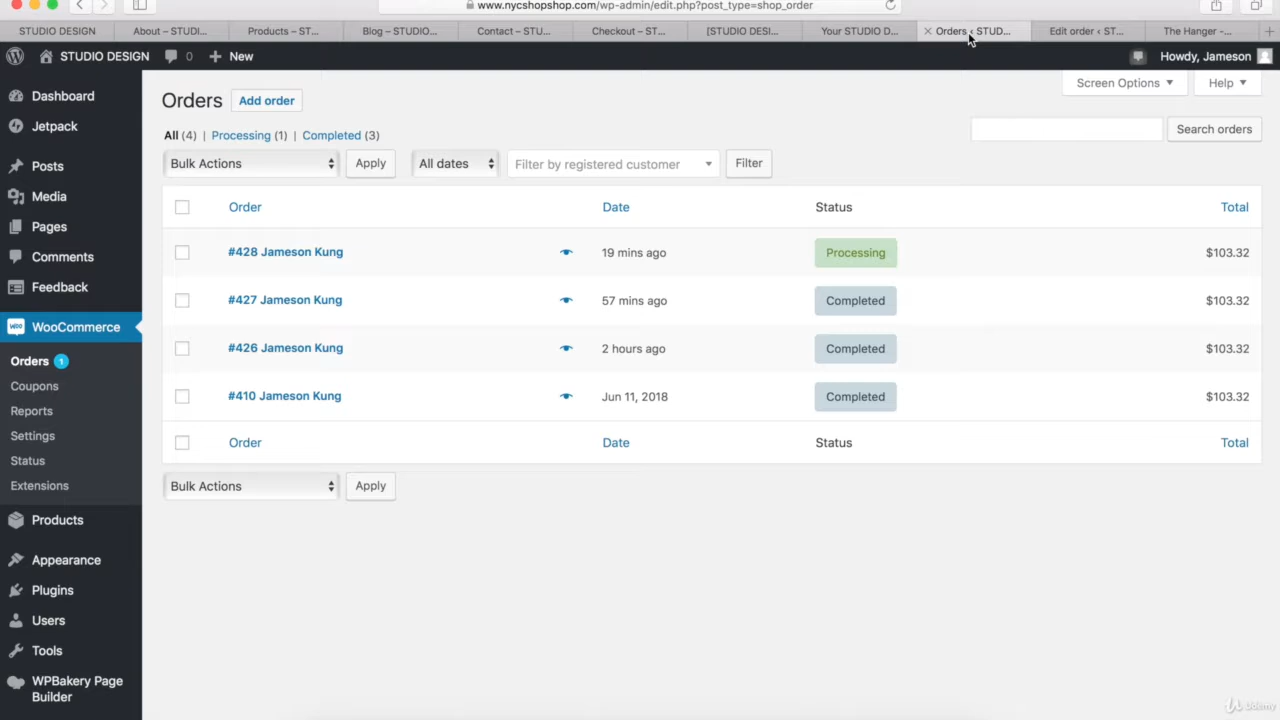 www.nycshopshop.com/wp-admin/edit.php?post_type=shop_order
STUDIO DESIGN
About – STUDI...
Products – ST...
Blog – STUDIO...
Contact – STU...
Checkout – ST...
[STUDIO DESI...
Your STUDIO D...
Orders ‹ STUD...
Edit order ‹ ST...
The Hanger -...
STUDIO DESIGN
0
New
Howdy, Jameson
Dashboard
Jetpack
Posts
Media
Pages
Comments
Feedback
Woo
WooCommerce
Orders 1
Coupons
Reports
Settings
Status
Extensions
Products
Appearance
Plugins
Users
Tools
WPBakery Page
Builder
Screen Options
Help
Orders
Add order
All (4) | Processing (1) | Completed (3)
Search orders
Bulk Actions
Apply
All dates
Filter by registered customer
Filter
Order
Date
Status
Total
#428 Jameson Kung
19 mins ago
Processing
$103.32
#427 Jameson Kung
57 mins ago
Completed
$103.32
#426 Jameson Kung
2 hours ago
Completed
$103.32
#410 Jameson Kung
Jun 11, 2018
Completed
$103.32
Order
Date
Status
Total
Bulk Actions
Apply
Udemy